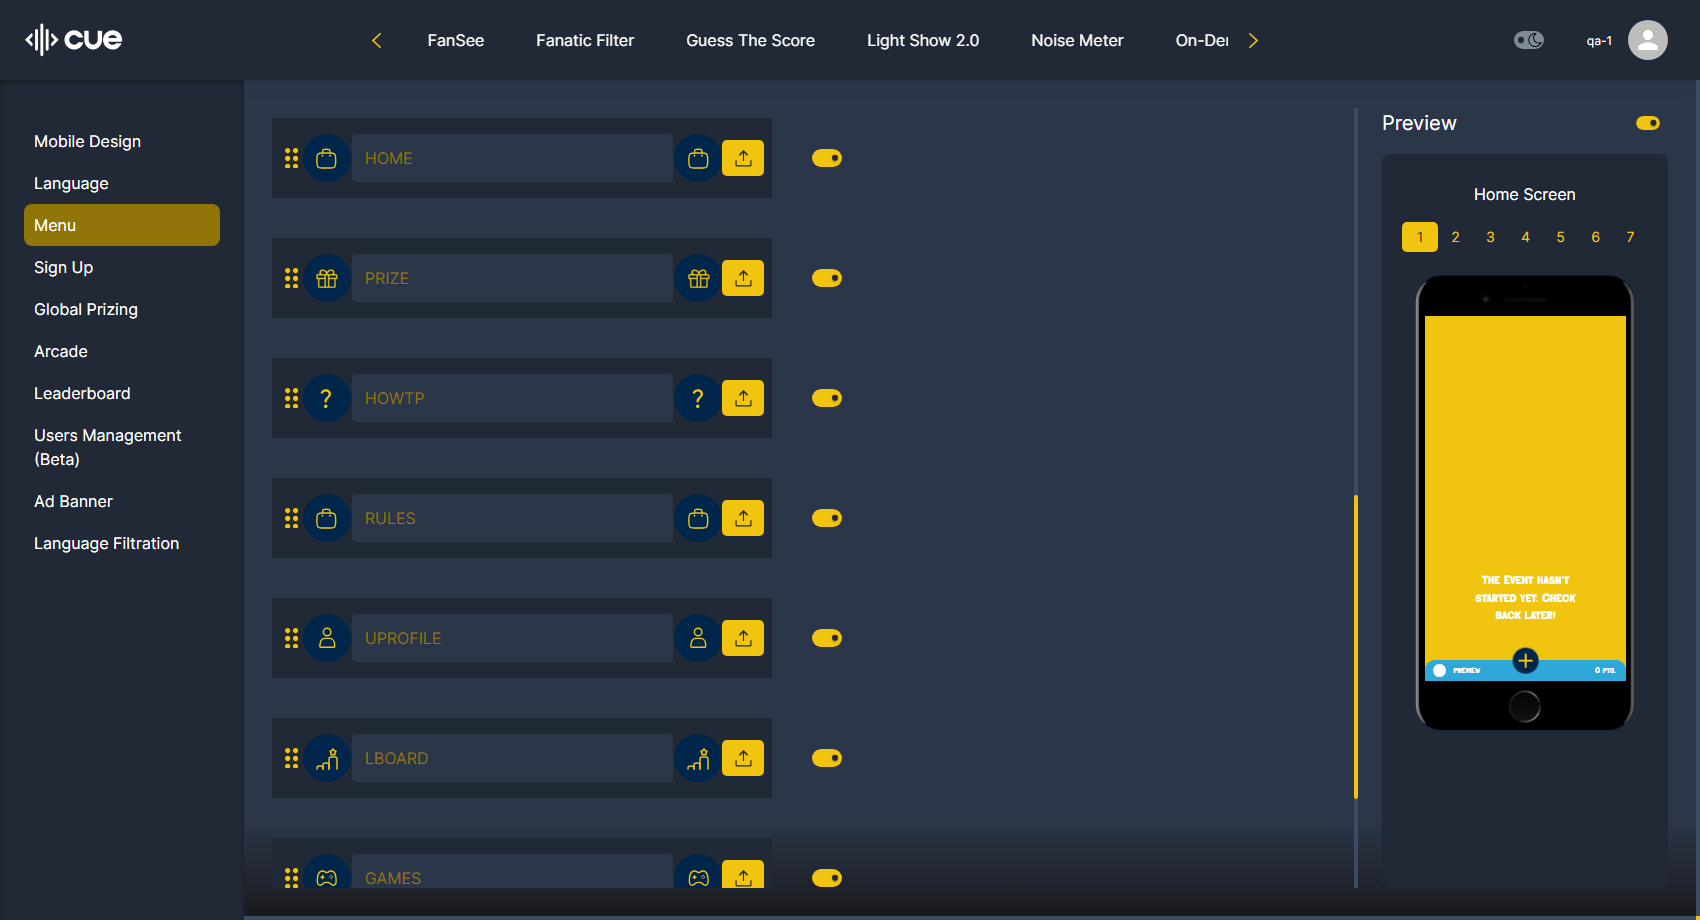 cue
FanSee
Fanatic Filter
Guess The Score
Light Show 2.0
Noise Meter
On-Der
qa-1
Mobile Design
Language
Menu
Sign Up
Global Prizing
Arcade
Leaderboard
Users Management
(Beta)
Ad Banner
Language Filtration
HOME
PRIZE
?
HOWTP
?
RULES
UPROFILE
LBOARD
GAMES
Preview
Home Screen
1 2 3 4 5 6 7
The Event hasn't
started yet. Check
back later!
PREVIEW
0 PTS.